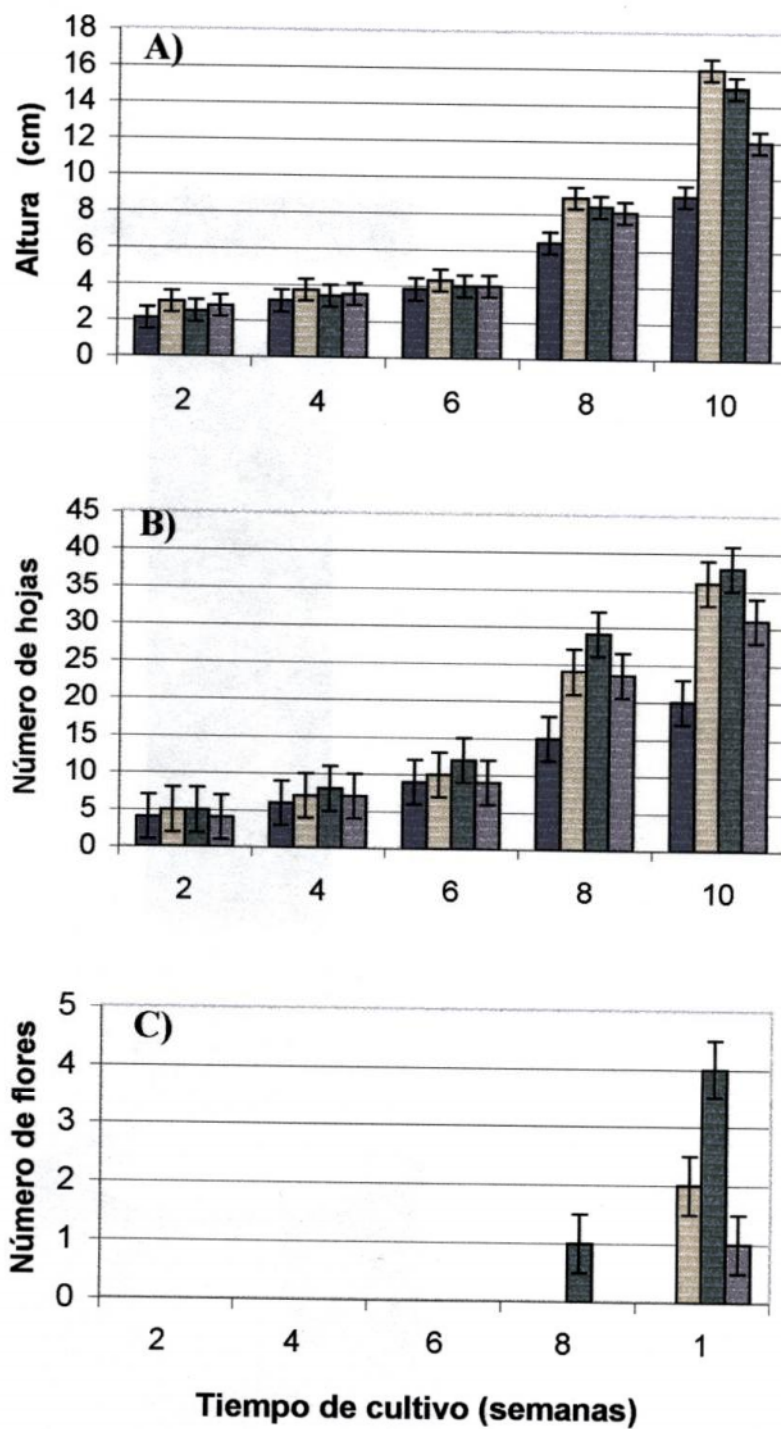 A)
Altura (cm)
18
16
14
12
10
8
6
4
2
0
2 4 6 8 10
B)
Número de hojas
45
40
35
30
25
20
15
10
5
0
2 4 6 8 10
C)
Número de flores
5
4
3
2
1
0
2 4 6 8 1
Tiempo de cultivo (semanas)